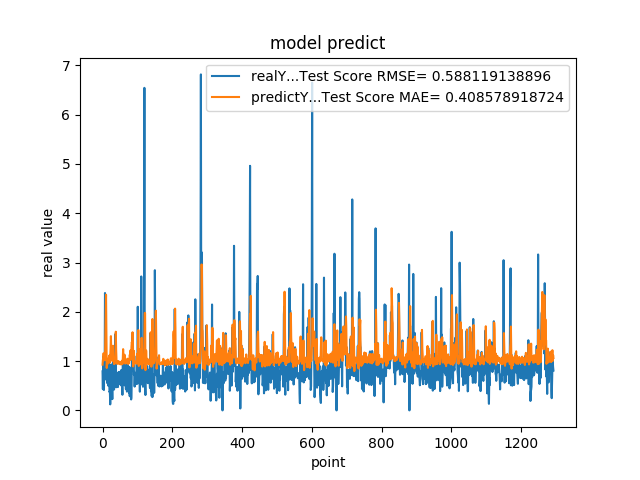 model predict
realY...Test Score RMSE= 0.588119138896
predictY...Test Score MAE= 0.408578918724
7
6
5
4
3
2
1
0
real value
0 200 400 600 800 1000 1200
point